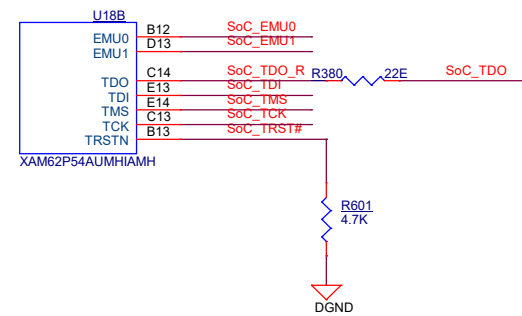 U18B
EMU0 B12 SoC_EMU0
EMU1 D13 SoC_EMU1
TDO C14 SoC_TDO_R R380 22E SoC_TDO
TDI E13 SoC_TDI
TMS E14 SoC_TMS
TCK C13 SoC_TCK
TRSTN B13 SoC_TRST#
XAM62P54AUMHIAMH
R601
4.7K
DGND